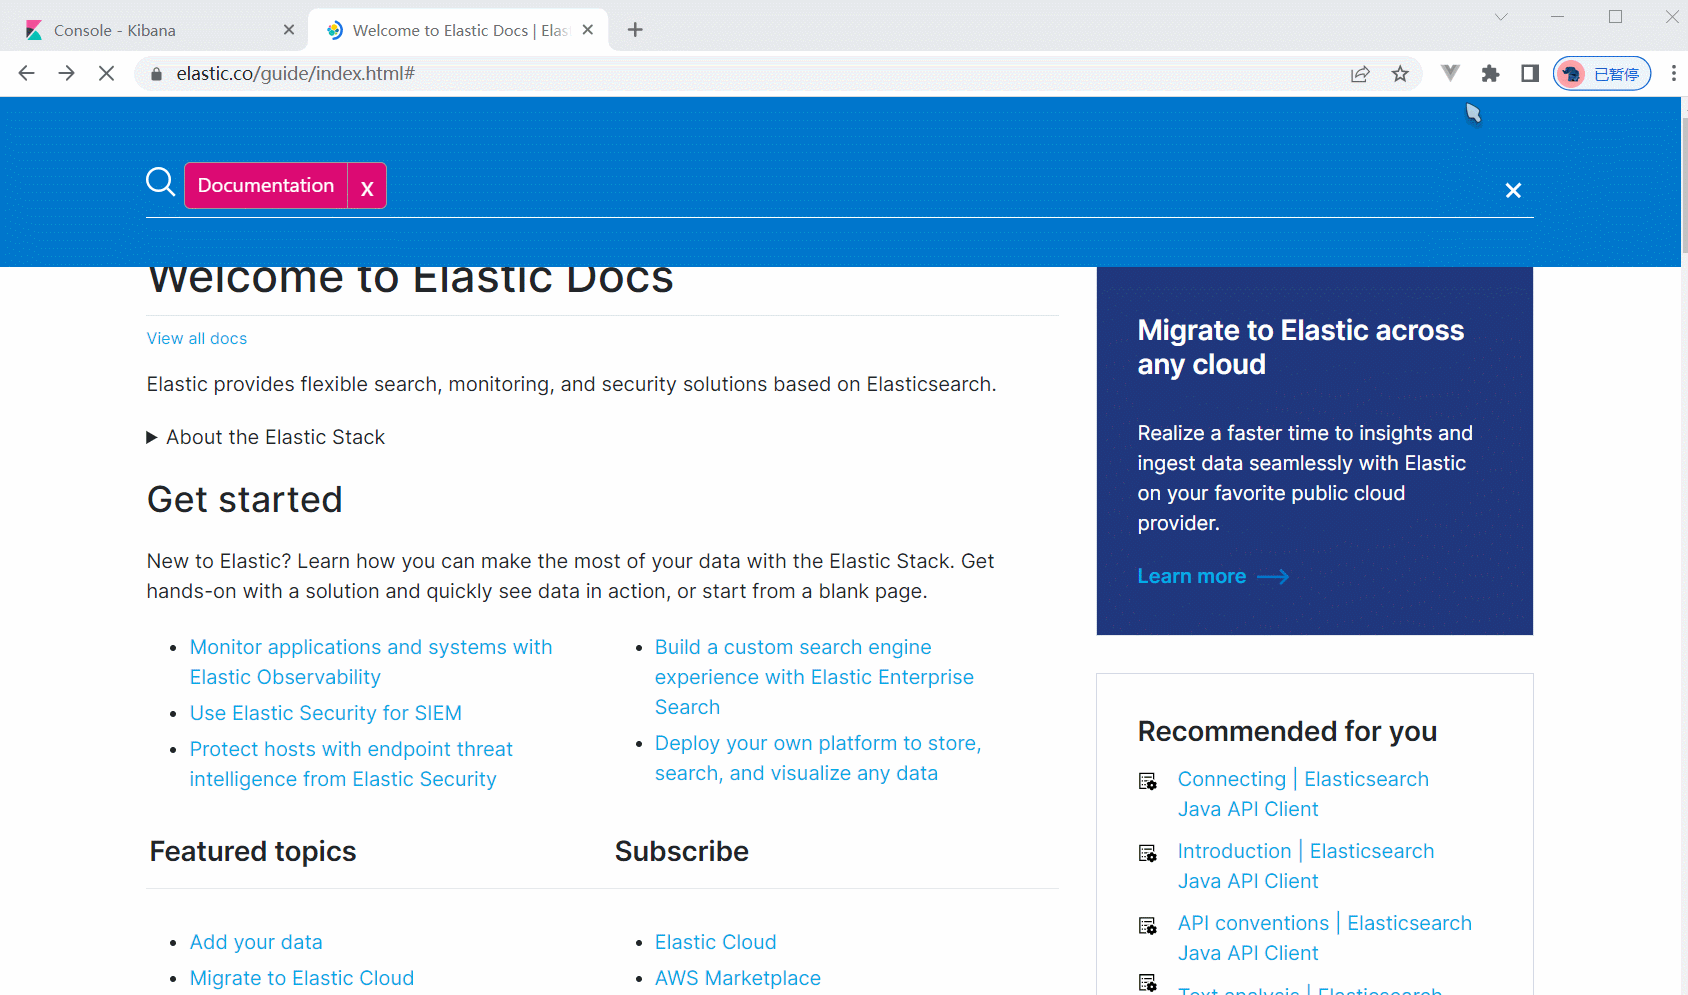 Console - Kibana
Welcome to Elastic Docs | Elas
elastic.co/guide/index.html#
已暂停
Documentation x
Welcome to Elastic Docs
View all docs
Elastic provides flexible search, monitoring, and security solutions based on Elasticsearch.
About the Elastic Stack
Get started
New to Elastic? Learn how you can make the most of your data with the Elastic Stack. Get
hands-on with a solution and quickly see data in action, or start from a blank page.
Monitor applications and systems with
Elastic Observability
Use Elastic Security for SIEM
Protect hosts with endpoint threat
intelligence from Elastic Security
Build a custom search engine
experience with Elastic Enterprise
Search
Deploy your own platform to store,
search, and visualize any data
Featured topics
Add your data
Migrate to Elastic Cloud
Subscribe
Elastic Cloud
AWS Marketplace
Migrate to Elastic across
any cloud
Realize a faster time to insights and
ingest data seamlessly with Elastic
on your favorite public cloud
provider.
Learn more
Recommended for you
Connecting | Elasticsearch
Java API Client
Introduction | Elasticsearch
Java API Client
API conventions | Elasticsearch
Java API Client
Text analysis | Elasticsearch